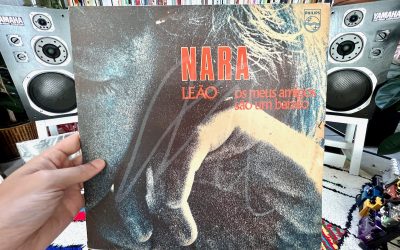 YAMAHA
PHILIPS
YAMAHA
NARA
LEÃO os meus amigos
são um barato